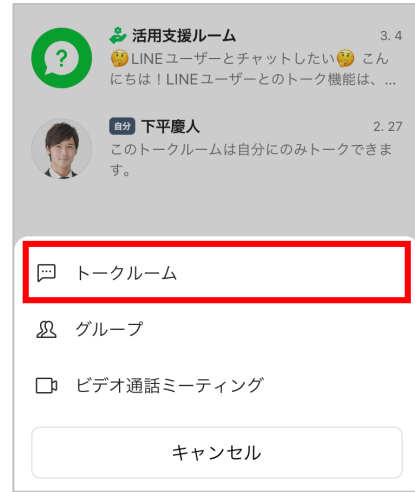 活用支援ルーム 3. 4
🤔LINEユーザーとチャットしたい🤔 こん
にちは！LINEユーザーとのトーク機能は、...
自分 下平慶人 2. 27
このトークルームは自分にのみトークできま
す。
トークルーム
グループ
ビデオ通話ミーティング
キャンセル